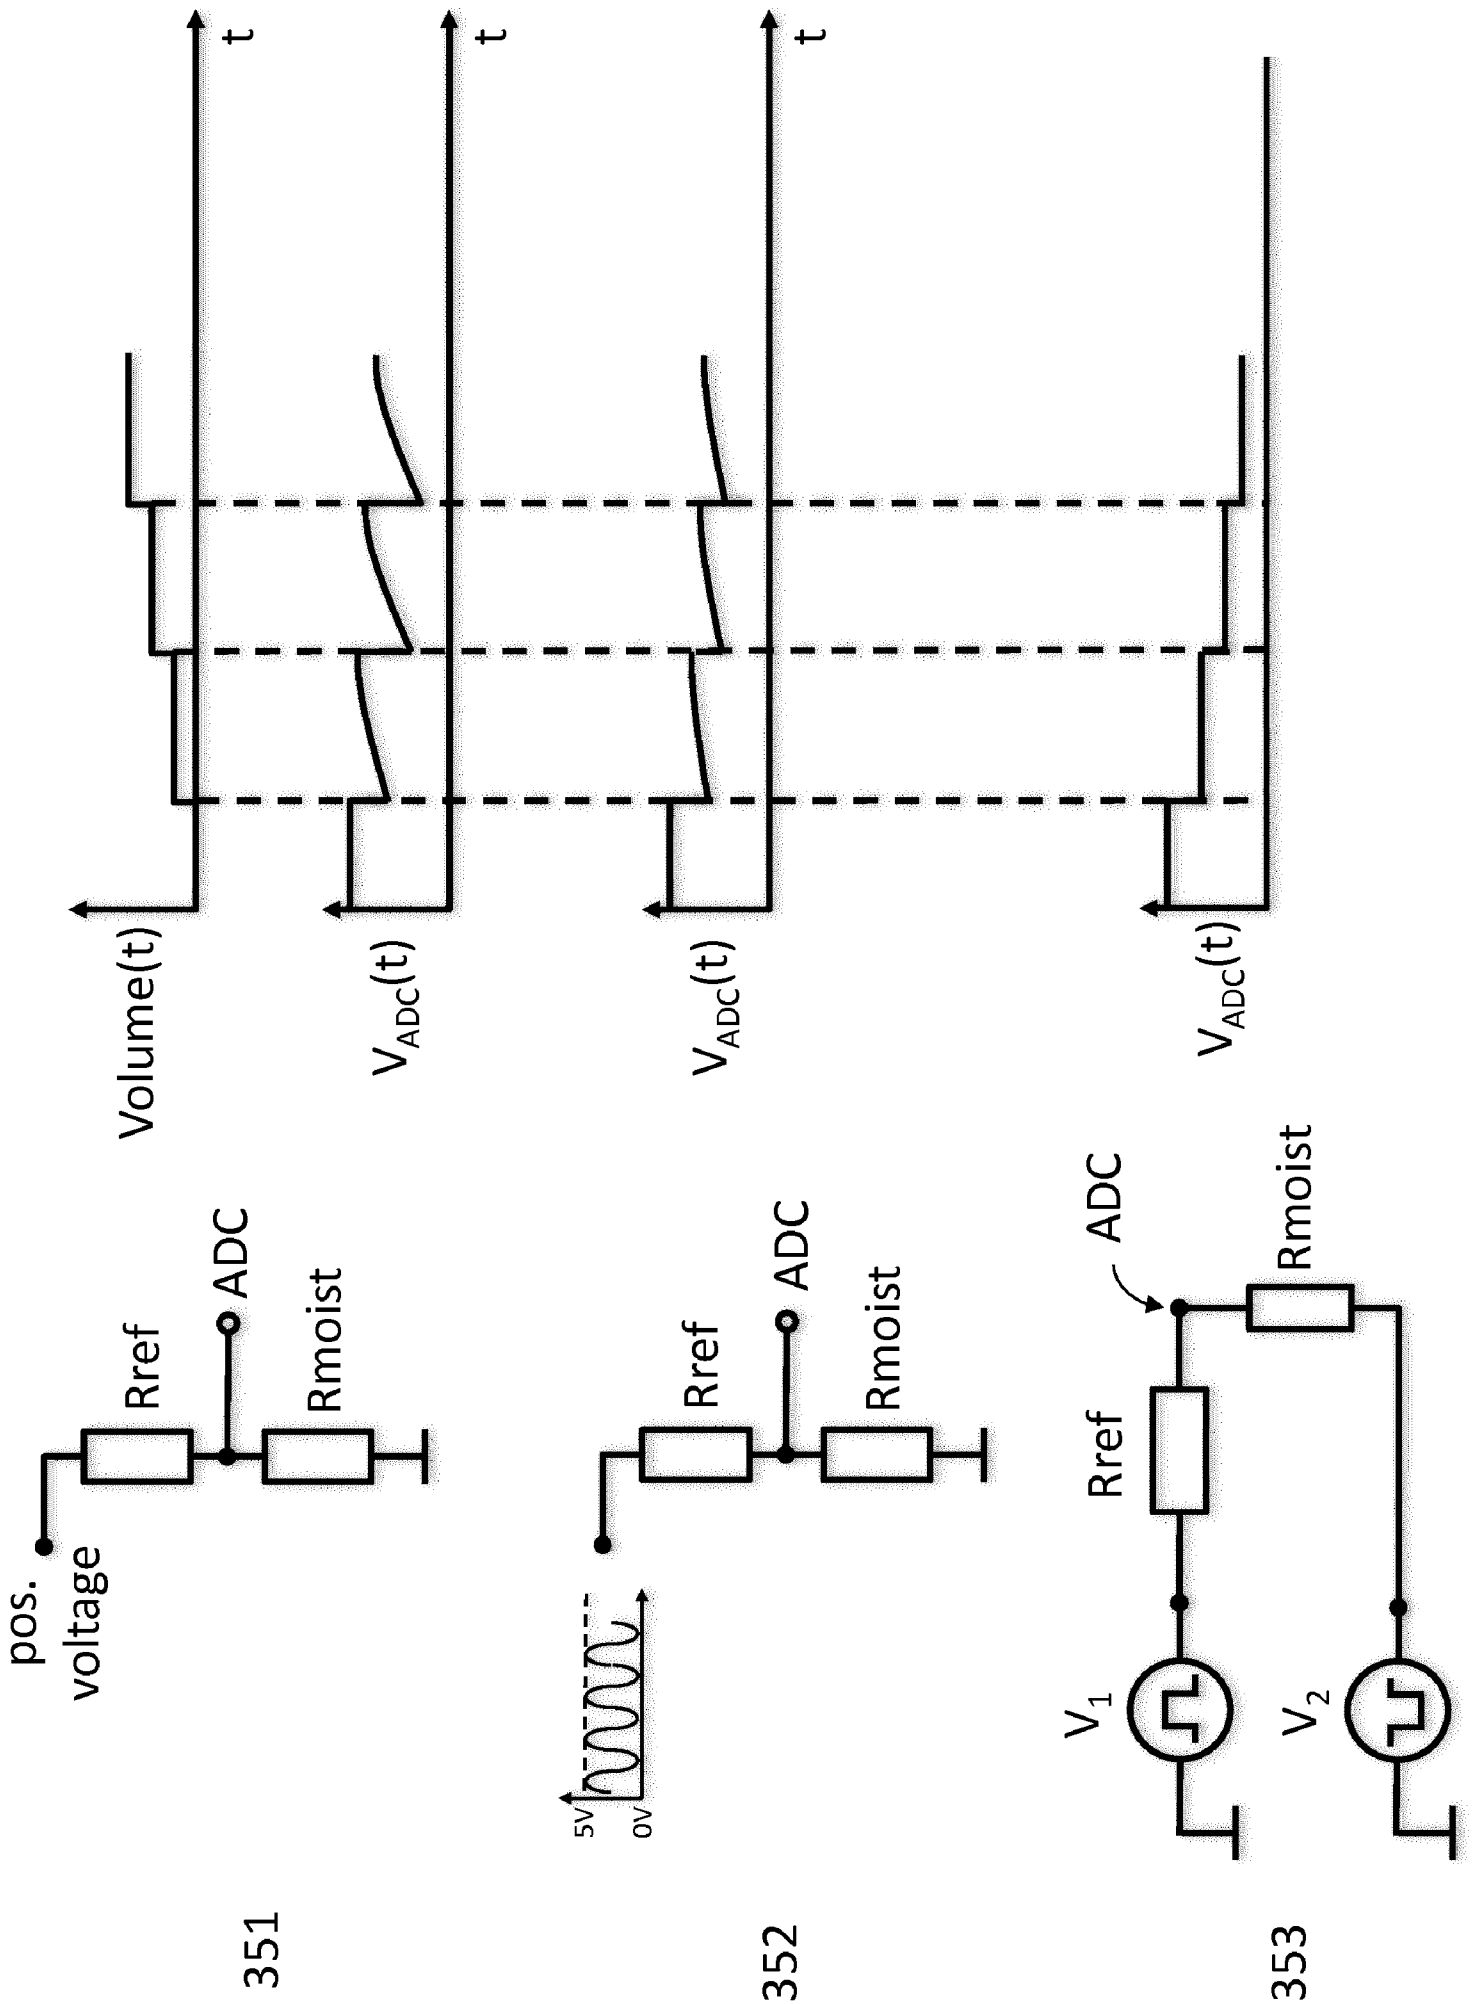 Volume(t)
t
pos.
voltage
Rref
ADC
Rmoist
VADC(t)
t
351
5V
0V
Rref
ADC
Rmoist
VADC(t)
t
352
V1
Rref
ADC
Rmoist
V2
VADC(t)
353